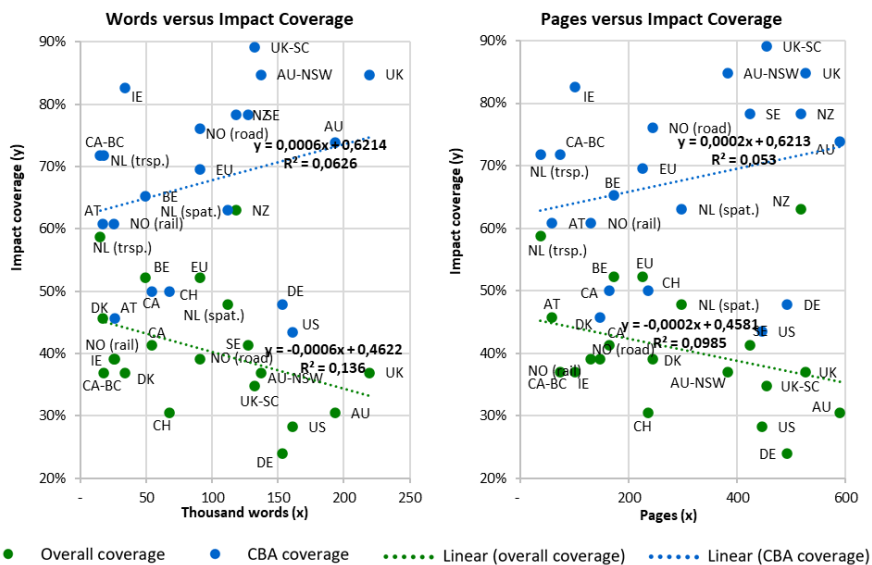 Words versus Impact Coverage
90%
80%
70%
60%
50%
40%
30%
20%
Impact coverage (y)
UK-SC
AU-NSW
UK
IE
NZ
SE
NO (road)
AU
y = 0,0006x + 0,6214
R² = 0,0626
CA-BC
NL (trsp.)
EU
BE
NL (spat.)
NZ
AT
NO (rail)
NL (trsp.)
BE
EU
DE
CA
CH
DK
AT
NL (spat.)
US
CA
NO (rail)
SE
y = -0,0006x + 0,4622
R² = 0,136
IE
NO (road)
CA-BC
DK
AU-NSW
UK
UK-SC
CH
AU
US
DE
-
50
100
150
200
250
Thousand words (x)
Pages versus Impact Coverage
90%
80%
70%
60%
50%
40%
30%
20%
Impact coverage (y)
UK-SC
AU-NSW
UK
IE
SE
NZ
NO (road)
y = 0,0002x + 0,6213
R² = 0,053
AU
CA-BC
NL (trsp.)
EU
BE
NL (spat.)
NZ
AT
NO (rail)
NL (trsp.)
BE
EU
CA
CH
AT
NL (spat.)
DE
DK
y = -0,0002x + 0,4581
R² = 0,0985
CA
SE
US
NO (road)
DK
NO (rail)
CA-BC
IE
AU-NSW
UK
UK-SC
CH
AU
US
DE
-
200
400
600
Pages (x)
Overall coverage
CBA coverage
Linear (overall coverage)
Linear (CBA coverage)